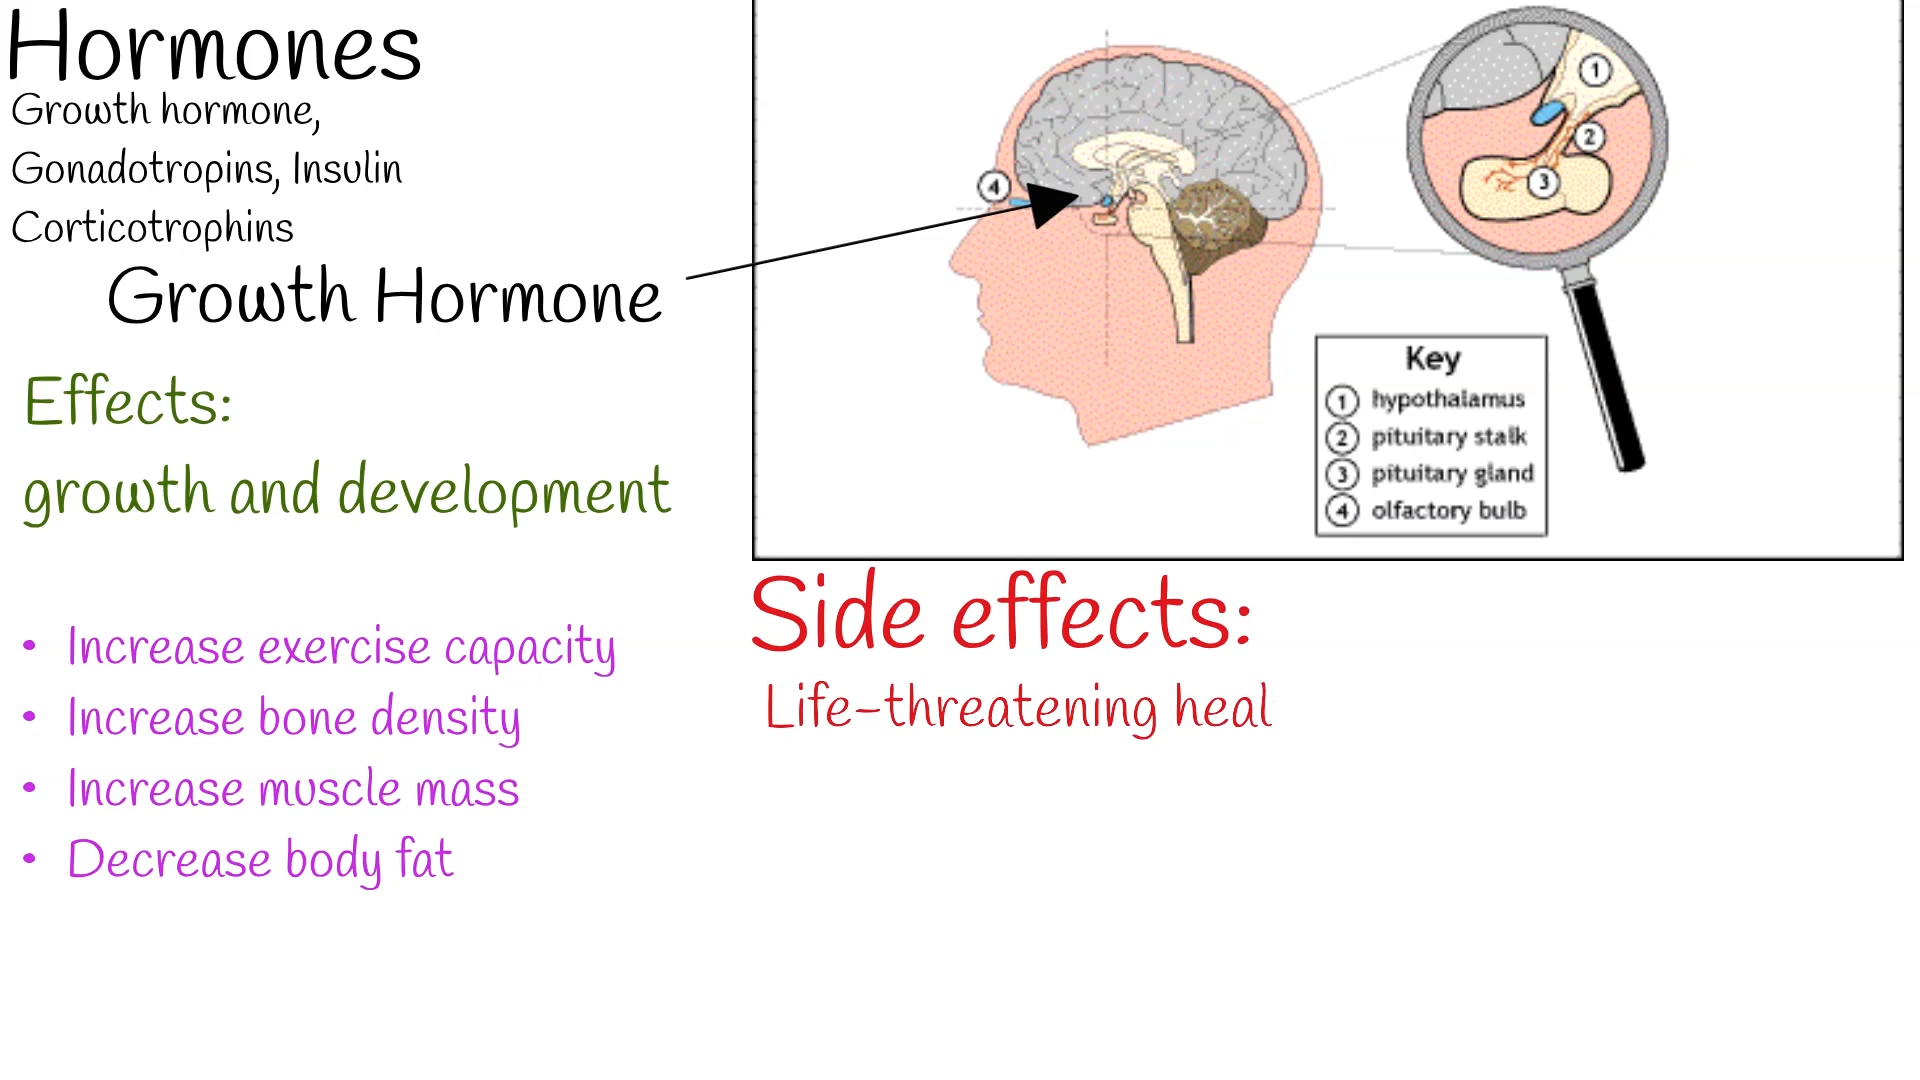 Hormones
Growth hormone,
Gonadotropins, Insulin
Corticotrophins
Growth Hormone
Effects:
growth and development
• Increase exercise capacity
• Increase bone density
• Increase muscle mass
• Decrease body fat
1
2
3
4
Key
1 hypothalamus
2 pituitary stalk
3 pituitary gland
4 olfactory bulb
Side effects:
Life-threatening heal